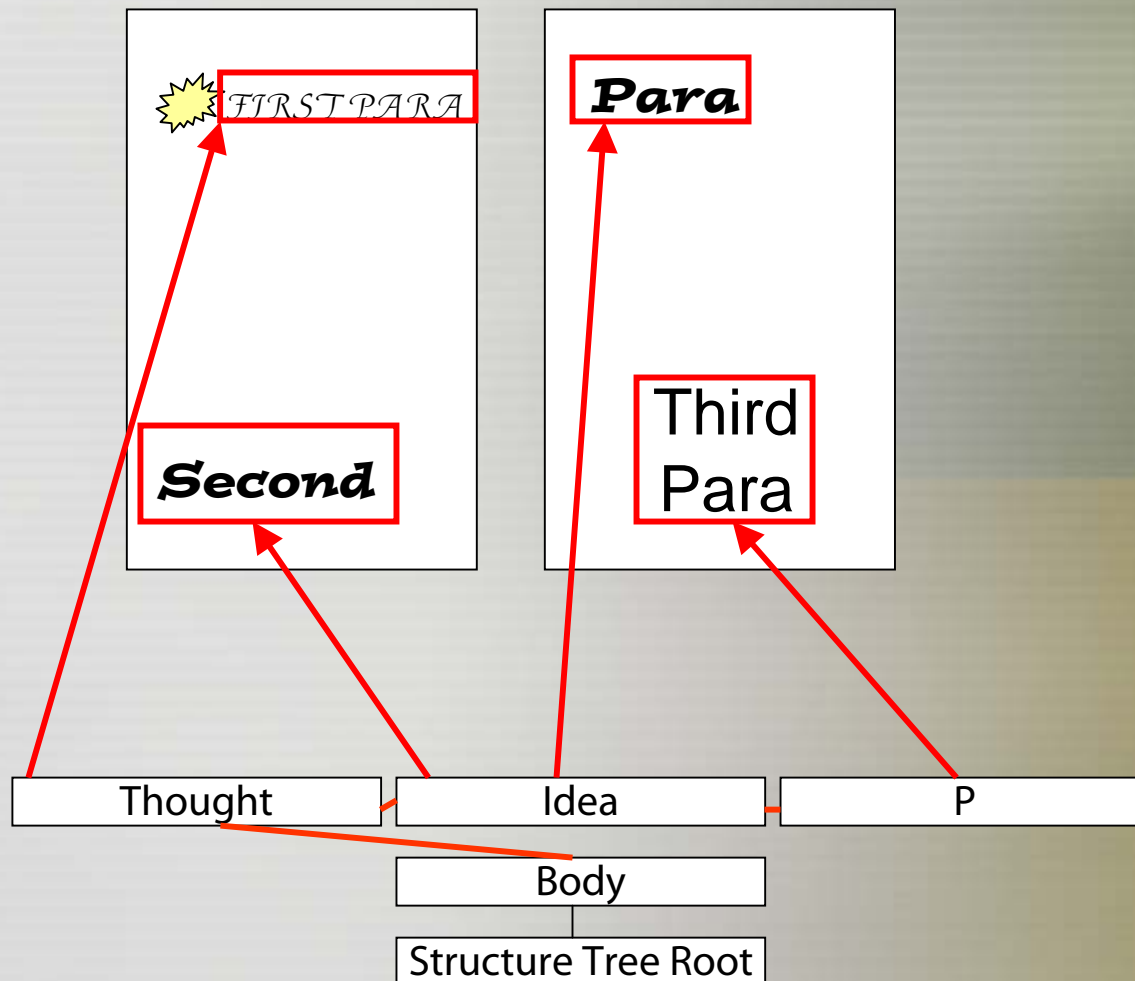 FIRST PARA
Second
Para
Third
Para
Thought
Idea
P
Body
Structure Tree Root